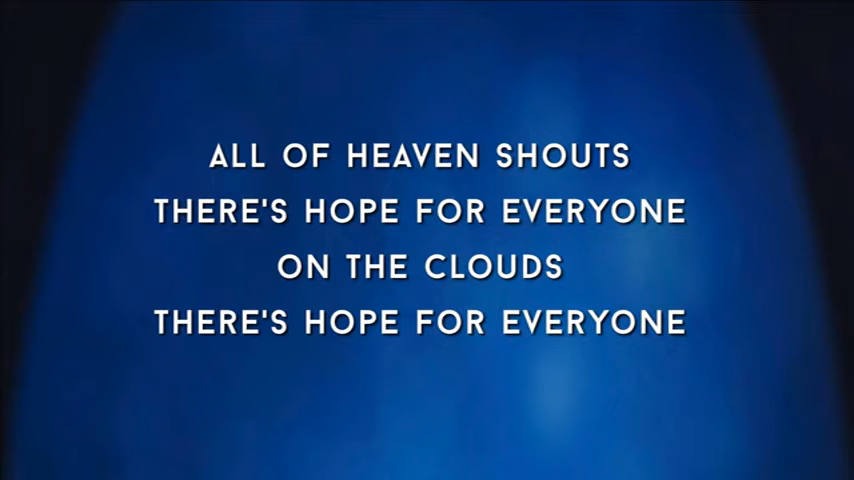 ALL OF HEAVEN SHOUTS
THERE'S HOPE FOR EVERYONE
ON THE CLOUDS
THERE'S HOPE FOR EVERYONE